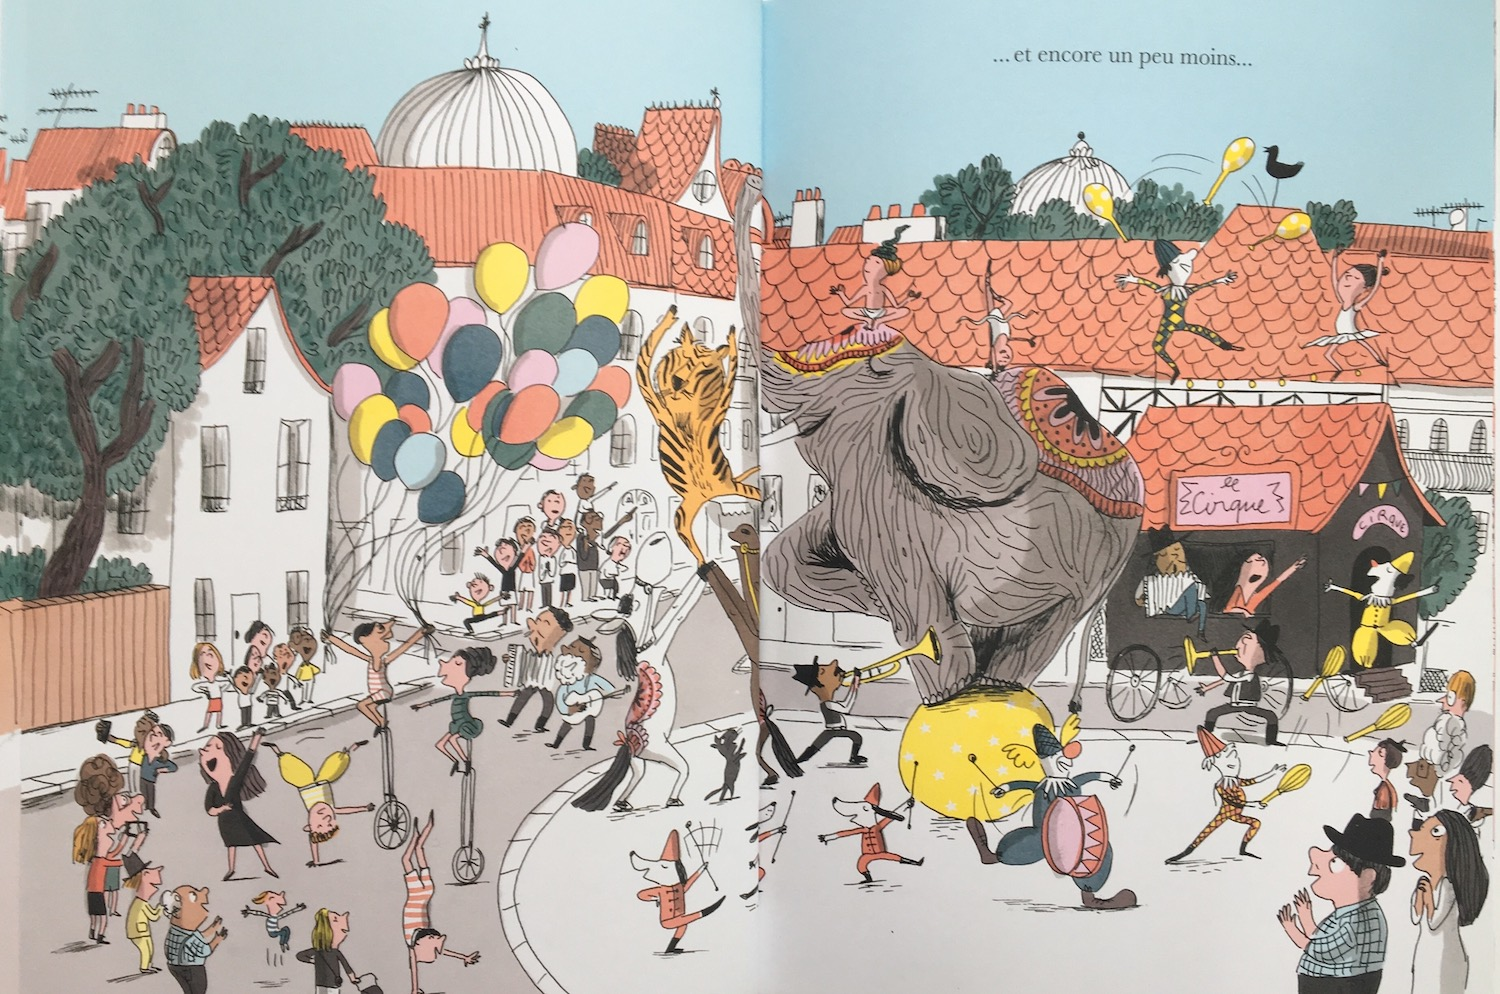 ...et encore un peu moins...
le
Cirque
CIRQUE